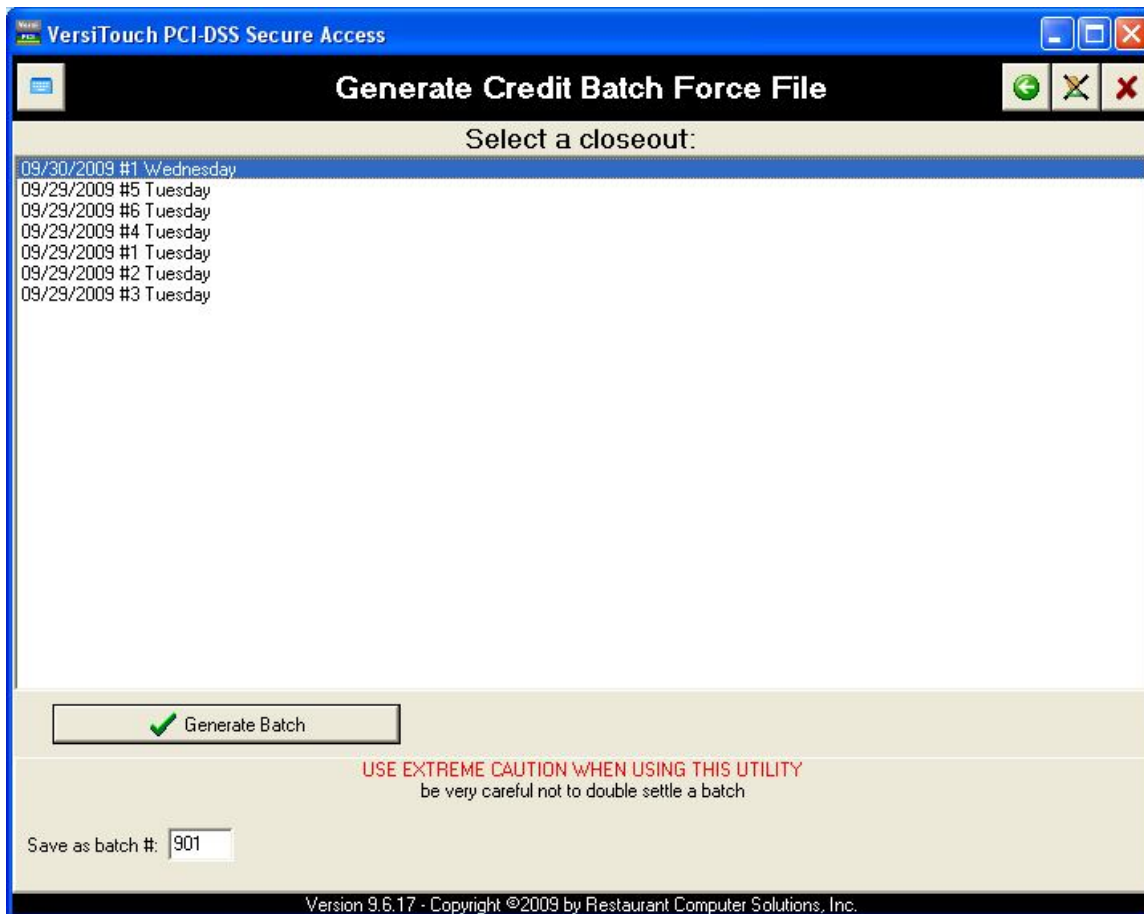 VersiTouch PCI-DSS Secure Access
Generate Credit Batch Force File
Select a closeout:
09/30/2009 #1 Wednesday
09/29/2009 #5 Tuesday
09/29/2009 #6 Tuesday
09/29/2009 #4 Tuesday
09/29/2009 #1 Tuesday
09/29/2009 #2 Tuesday
09/29/2009 #3 Tuesday
Generate Batch
USE EXTREME CAUTION WHEN USING THIS UTILITY
be very careful not to double settle a batch
Save as batch #: 901
Version 9.6.17 - Copyright ©2009 by Restaurant Computer Solutions, Inc.